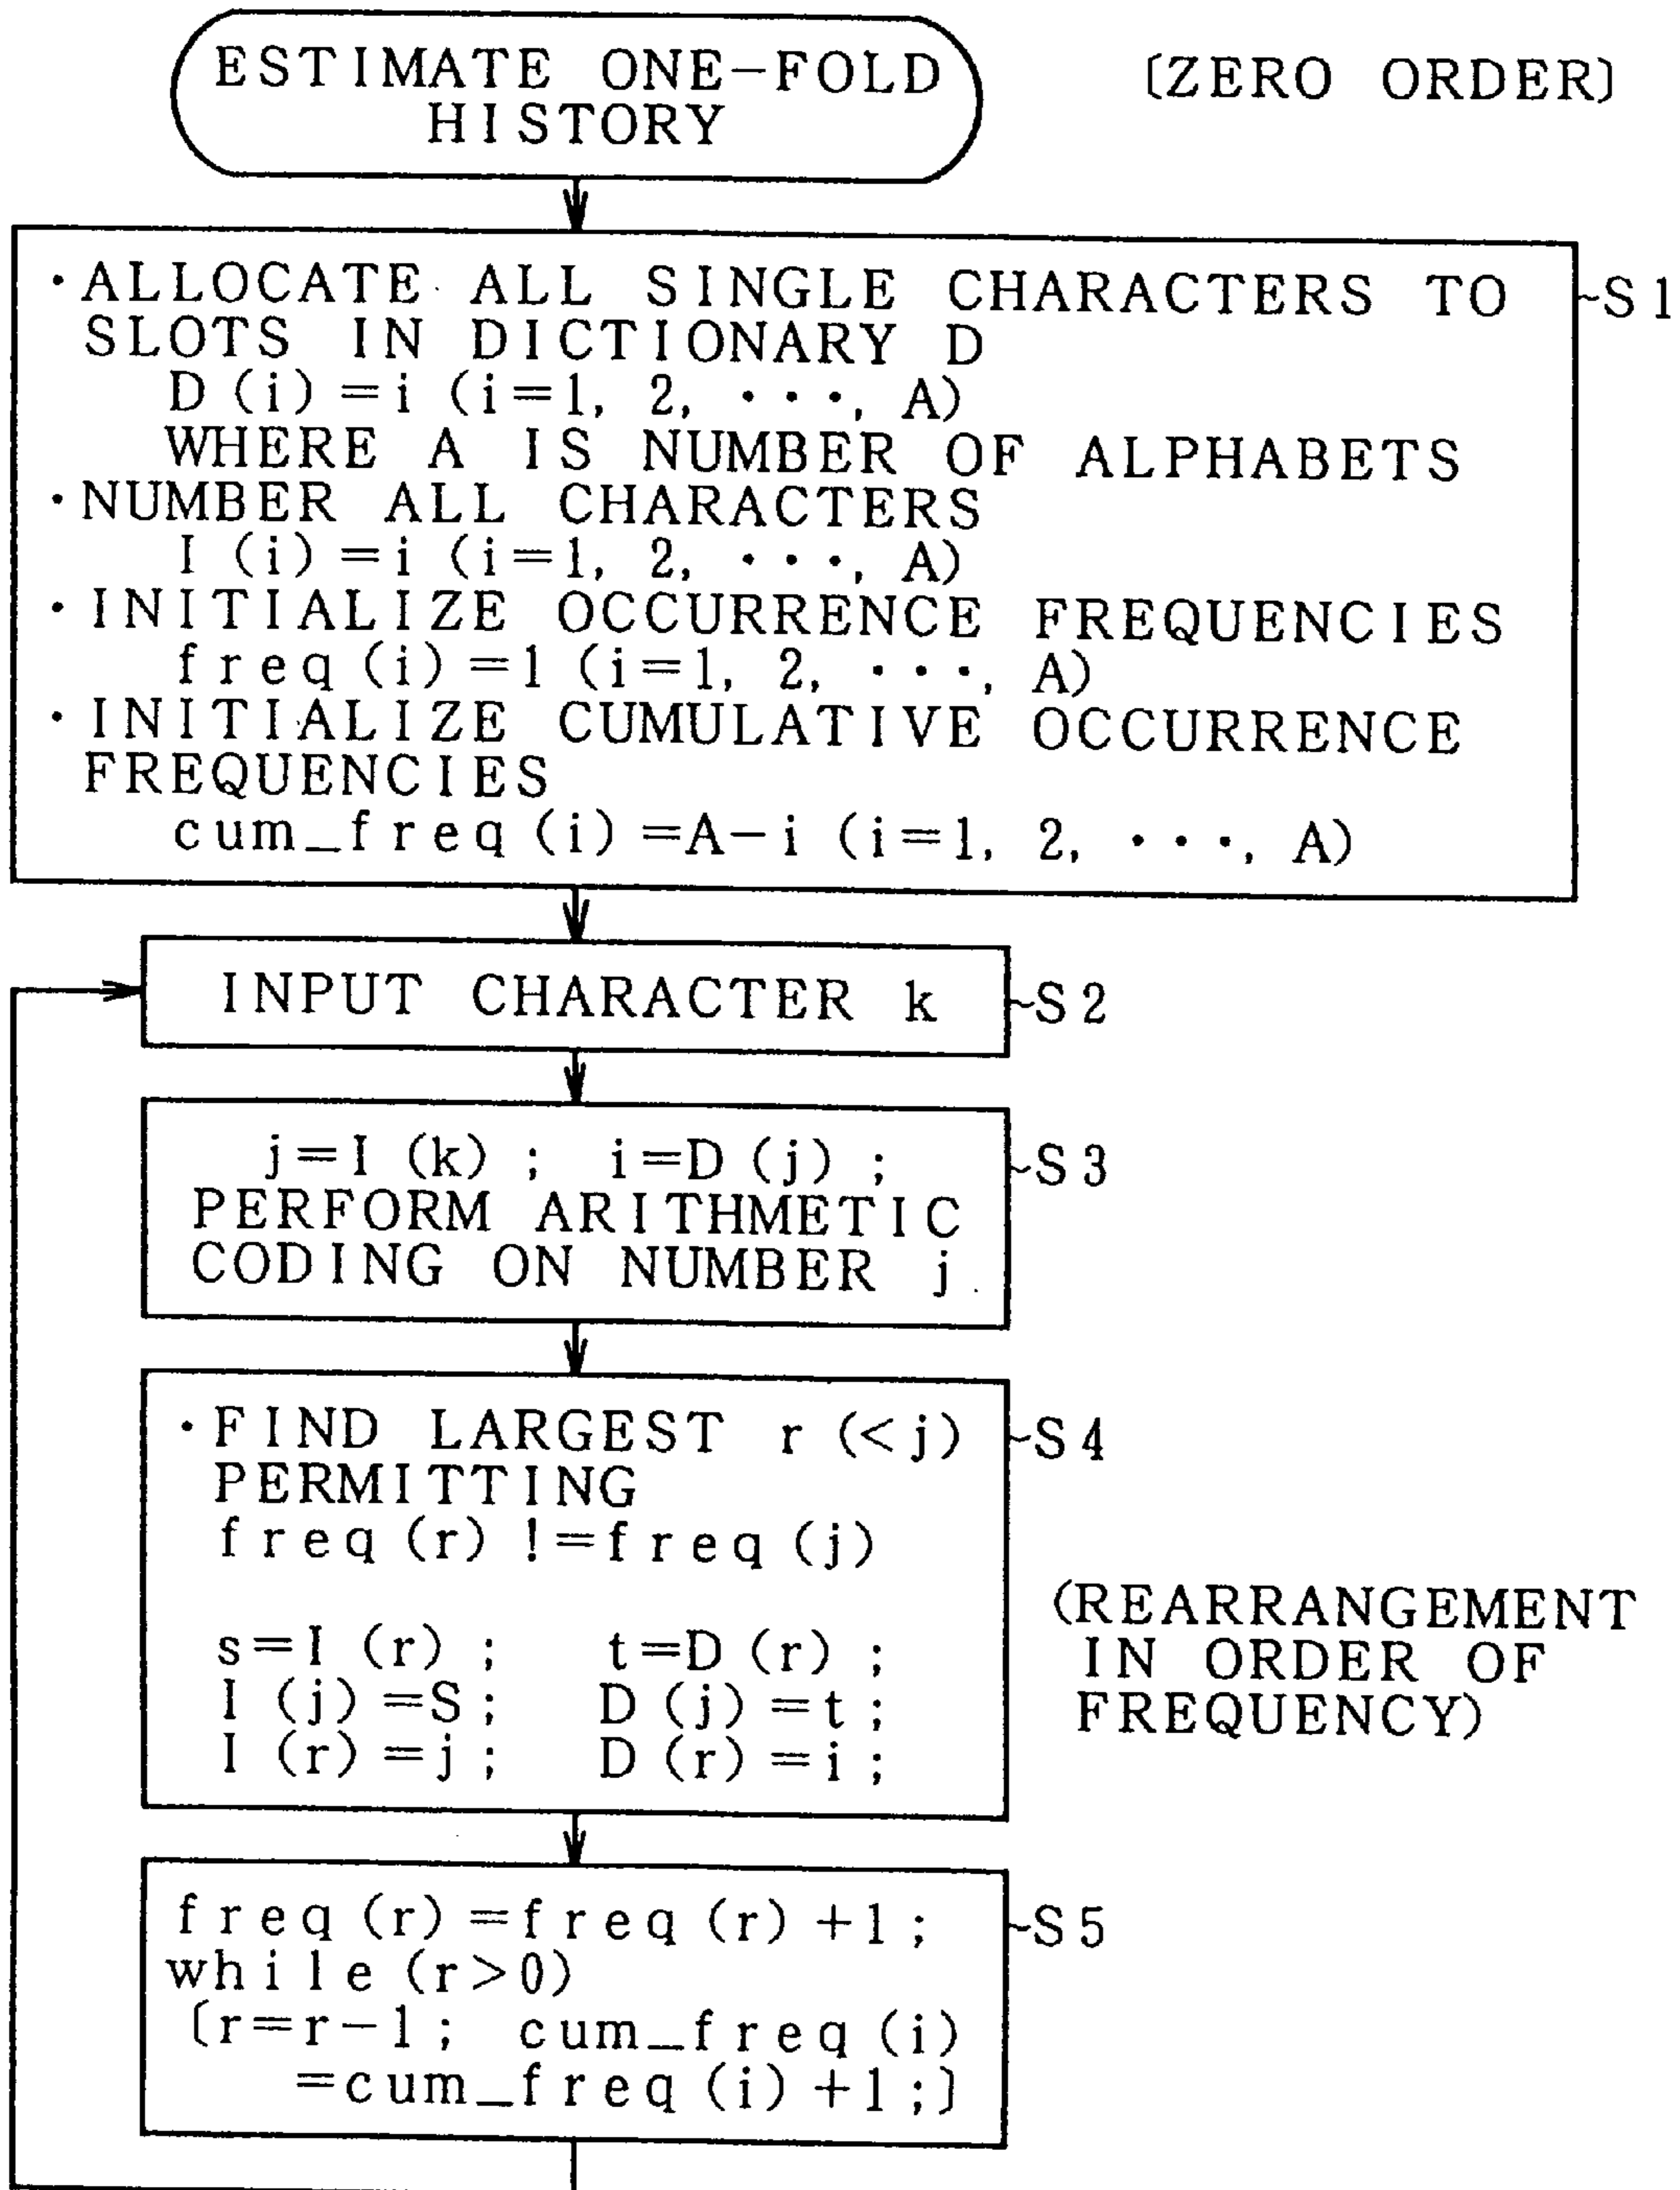 ESTIMATE ONE-FOLD
HISTORY
[ZERO ORDER]
・ALLOCATE ALL SINGLE CHARACTERS TO
SLOTS IN DICTIONARY D
D(i)=i (i=1, 2, ・・・, A)
WHERE A IS NUMBER OF ALPHABETS
・NUMBER ALL CHARACTERS
I(i)=i (i=1, 2, ・・・, A)
・INITIALIZE OCCURRENCE FREQUENCIES
freq(i)=1 (i=1, 2, ・・・, A)
・INITIALIZE CUMULATIVE OCCURRENCE
FREQUENCIES
cum_freq(i)=A-i (i=1, 2, ・・・, A)
~S1
INPUT CHARACTER k
~S2
j=I(k); i=D(j);
PERFORM ARITHMETIC
CODING ON NUMBER j
~S3
・FIND LARGEST r(<j)
PERMITTING
freq(r)!=freq(j)
s=I(r); t=D(r);
I(j)=S; D(j)=t;
I(r)=j; D(r)=i;
~S4
(REARRANGEMENT
IN ORDER OF
FREQUENCY)
freq(r)=freq(r)+1;
while(r>0)
[r=r-1; cum_freq(i)
=cum_freq(i)+1;]
~S5